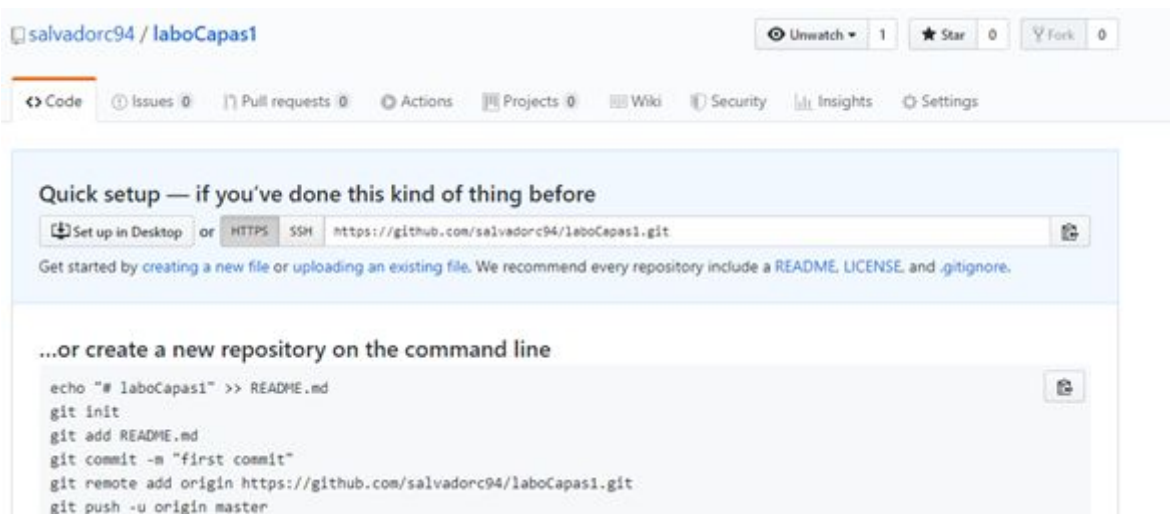 salvadorc94 / laboCapas1
Unwatch 1 Star 0 Fork 0
Code Issues 0 Pull requests 0 Actions Projects 0 Wiki Security Insights Settings
Quick setup — if you've done this kind of thing before
Set up in Desktop or HTTPS SSH https://github.com/salvadorc94/laboCapas1.git
Get started by creating a new file or uploading an existing file. We recommend every repository include a README, LICENSE, and .gitignore.
...or create a new repository on the command line
echo "# laboCapas1" >> README.md
git init
git add README.md
git commit -m "first commit"
git remote add origin https://github.com/salvadorc94/laboCapas1.git
git push -u origin master